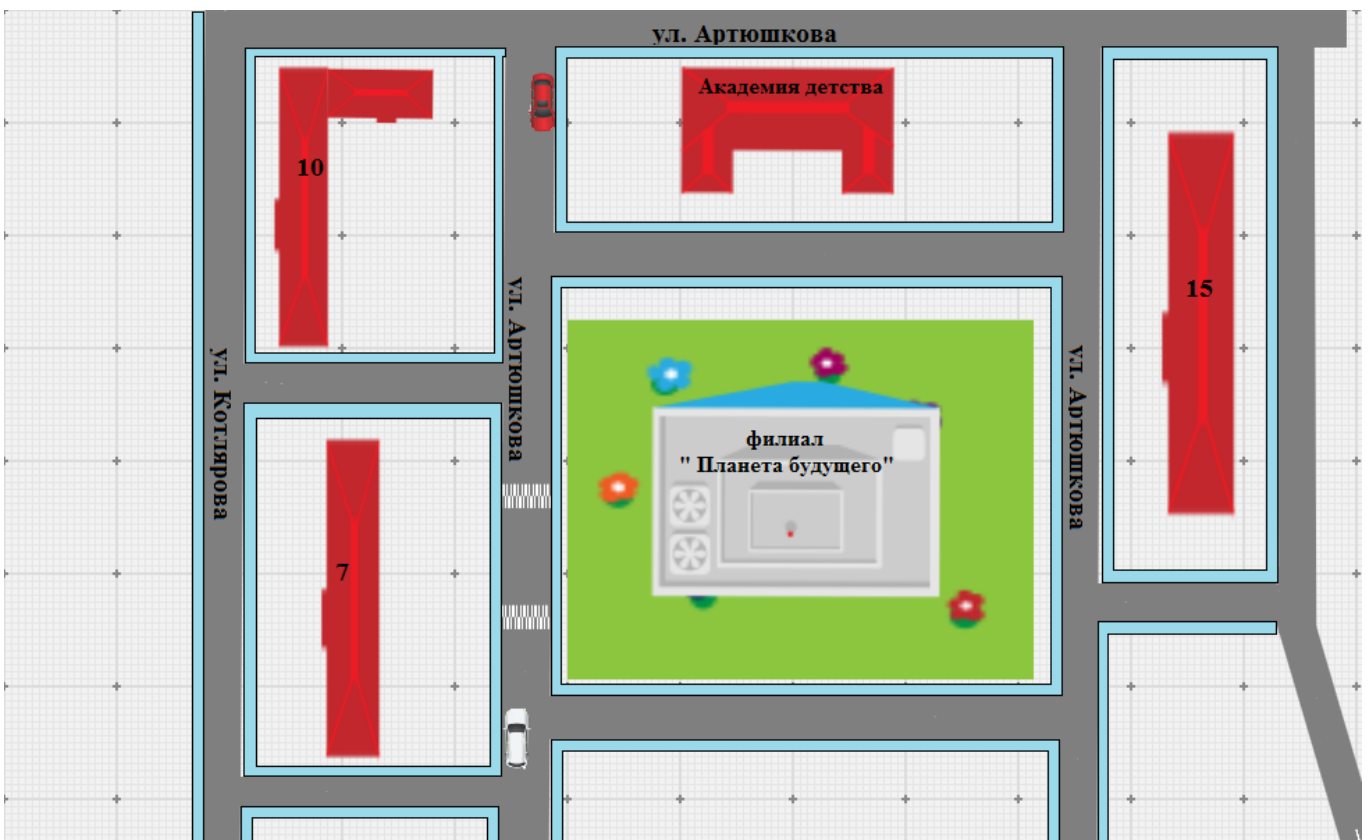 ул. Артюшкова
Академия детства
10
15
ул. Артюшкова
ул. Котлярова
ул. Артюшкова
филиал
" Планета будущего"
7